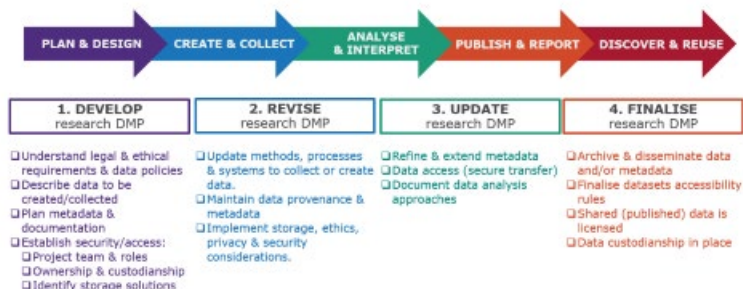 PLAN & DESIGN
CREATE & COLLECT
ANALYSE
& INTERPRET
PUBLISH & REPORT
DISCOVER & REUSE
1. DEVELOP
research DMP
❑Understand legal & ethical
requirements & data policies
❑Describe data to be
created/collected
❑Plan metadata &
documentation
❑Establish security/access:
❑Project team & roles
❑Ownership & custodianship
❑Identify storage solutions
2. REVISE
research DMP
❑Update methods, processes
& systems to collect or create
data.
❑Maintain data provenance &
metadata
❑Implement storage, ethics,
privacy & security
considerations.
3. UPDATE
research DMP
❑Refine & extend metadata
❑Data access (secure transfer)
❑Document data analysis
approaches
4. FINALISE
research DMP
❑Archive & disseminate data
and/or metadata
❑Finalise datasets accessibility
rules
❑Shared (published) data is
licensed
❑Data custodianship in place